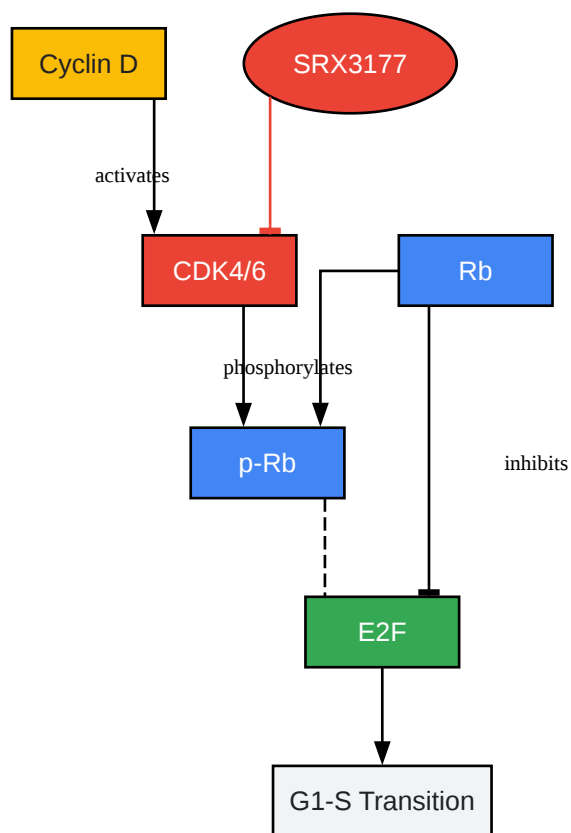 Cyclin D
SRX3177
activates
CDK4/6
Rb
phosphorylates
p-Rb
inhibits
E2F
G1-S Transition